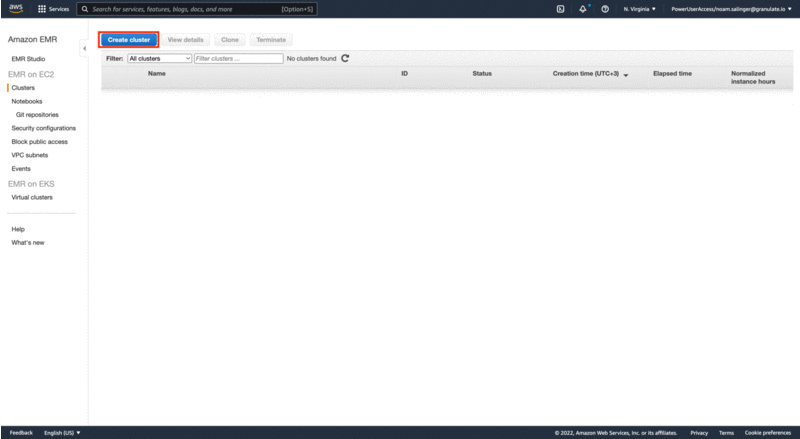 aws
Services
Search for services, features, blogs, docs, and more
[Option+S]
N. Virginia
PowerUserAccess/noam.salinger@granulate.io
Amazon EMR
EMR Studio
EMR on EC2
Clusters
Notebooks
Git repositories
Security configurations
Block public access
VPC subnets
Events
EMR on EKS
Virtual clusters
Help
What's new
Create cluster
View details
Clone
Terminate
Filter:
All clusters
Filter clusters ...
No clusters found
Name
ID
Status
Creation time (UTC+3)
Elapsed time
Normalized
instance hours
Feedback
English (US)
© 2022, Amazon Web Services, Inc. or its affiliates.
Privacy
Terms
Cookie preferences